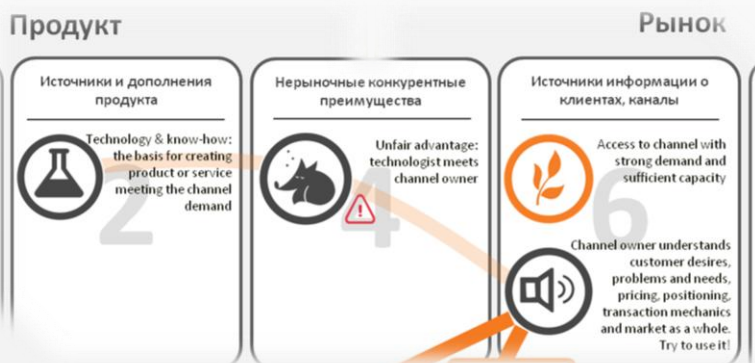 Продукт
Рынок
Источники и дополнения
продукта
2
Technology & know-how:
the basis for creating
product or service
meeting the channel
demand
Нерыночные конкурентные
преимущества
4
Unfair advantage:
technologist meets
channel owner
!
Источники информации о
клиентах, каналы
6
Access to channel with
strong demand and
sufficient capacity
Channel owner understands
customer desires,
problems and needs,
pricing, positioning,
transaction mechanics
and market as a whole.
Try to use it!